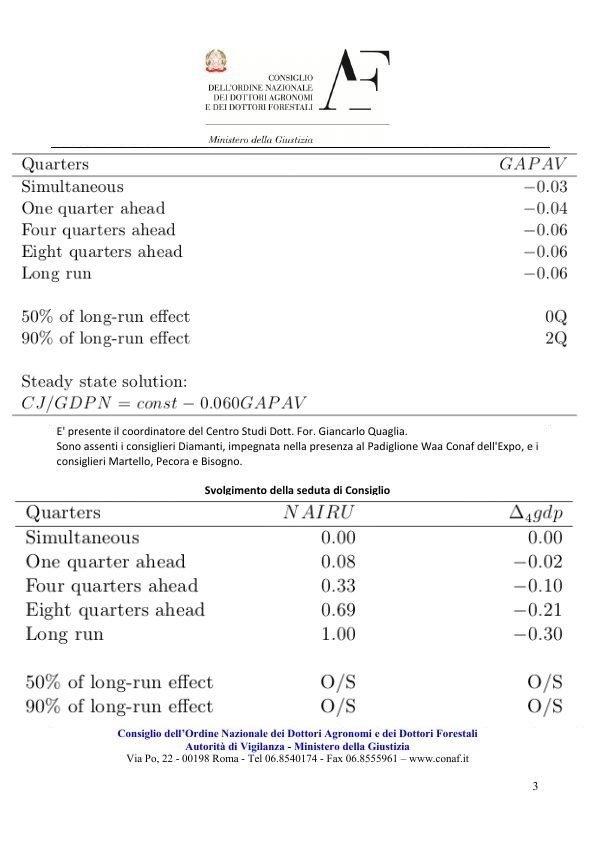 CONSIGLIO
DELL'ORDINE NAZIONALE
DEI DOTTORI AGRONOMI
E DEI DOTTORI FORESTALI
AF
Ministero della Giustizia
Quarters GAPAV
Simultaneous −0.03
One quarter ahead −0.04
Four quarters ahead −0.06
Eight quarters ahead −0.06
Long run −0.06
50% of long-run effect 0Q
90% of long-run effect 2Q
Steady state solution:
CJ/GDPN = const − 0.060GAPAV
E' presente il coordinatore del Centro Studi Dott. For. Giancarlo Quaglia.
Sono assenti i consiglieri Diamanti, impegnata nella presenza al Padiglione Waa Conaf dell'Expo, e i
consiglieri Martello, Pecora e Bisogno.
Svolgimento della seduta di Consiglio
Quarters NAIRU Δ₄gdp
Simultaneous 0.00 0.00
One quarter ahead 0.08 −0.02
Four quarters ahead 0.33 −0.10
Eight quarters ahead 0.69 −0.21
Long run 1.00 −0.30
50% of long-run effect O/S O/S
90% of long-run effect O/S O/S
Consiglio dell'Ordine Nazionale dei Dottori Agronomi e dei Dottori Forestali
Autorità di Vigilanza - Ministero della Giustizia
Via Po, 22 - 00198 Roma - Tel 06.8540174 - Fax 06.8555961 – www.conaf.it
3